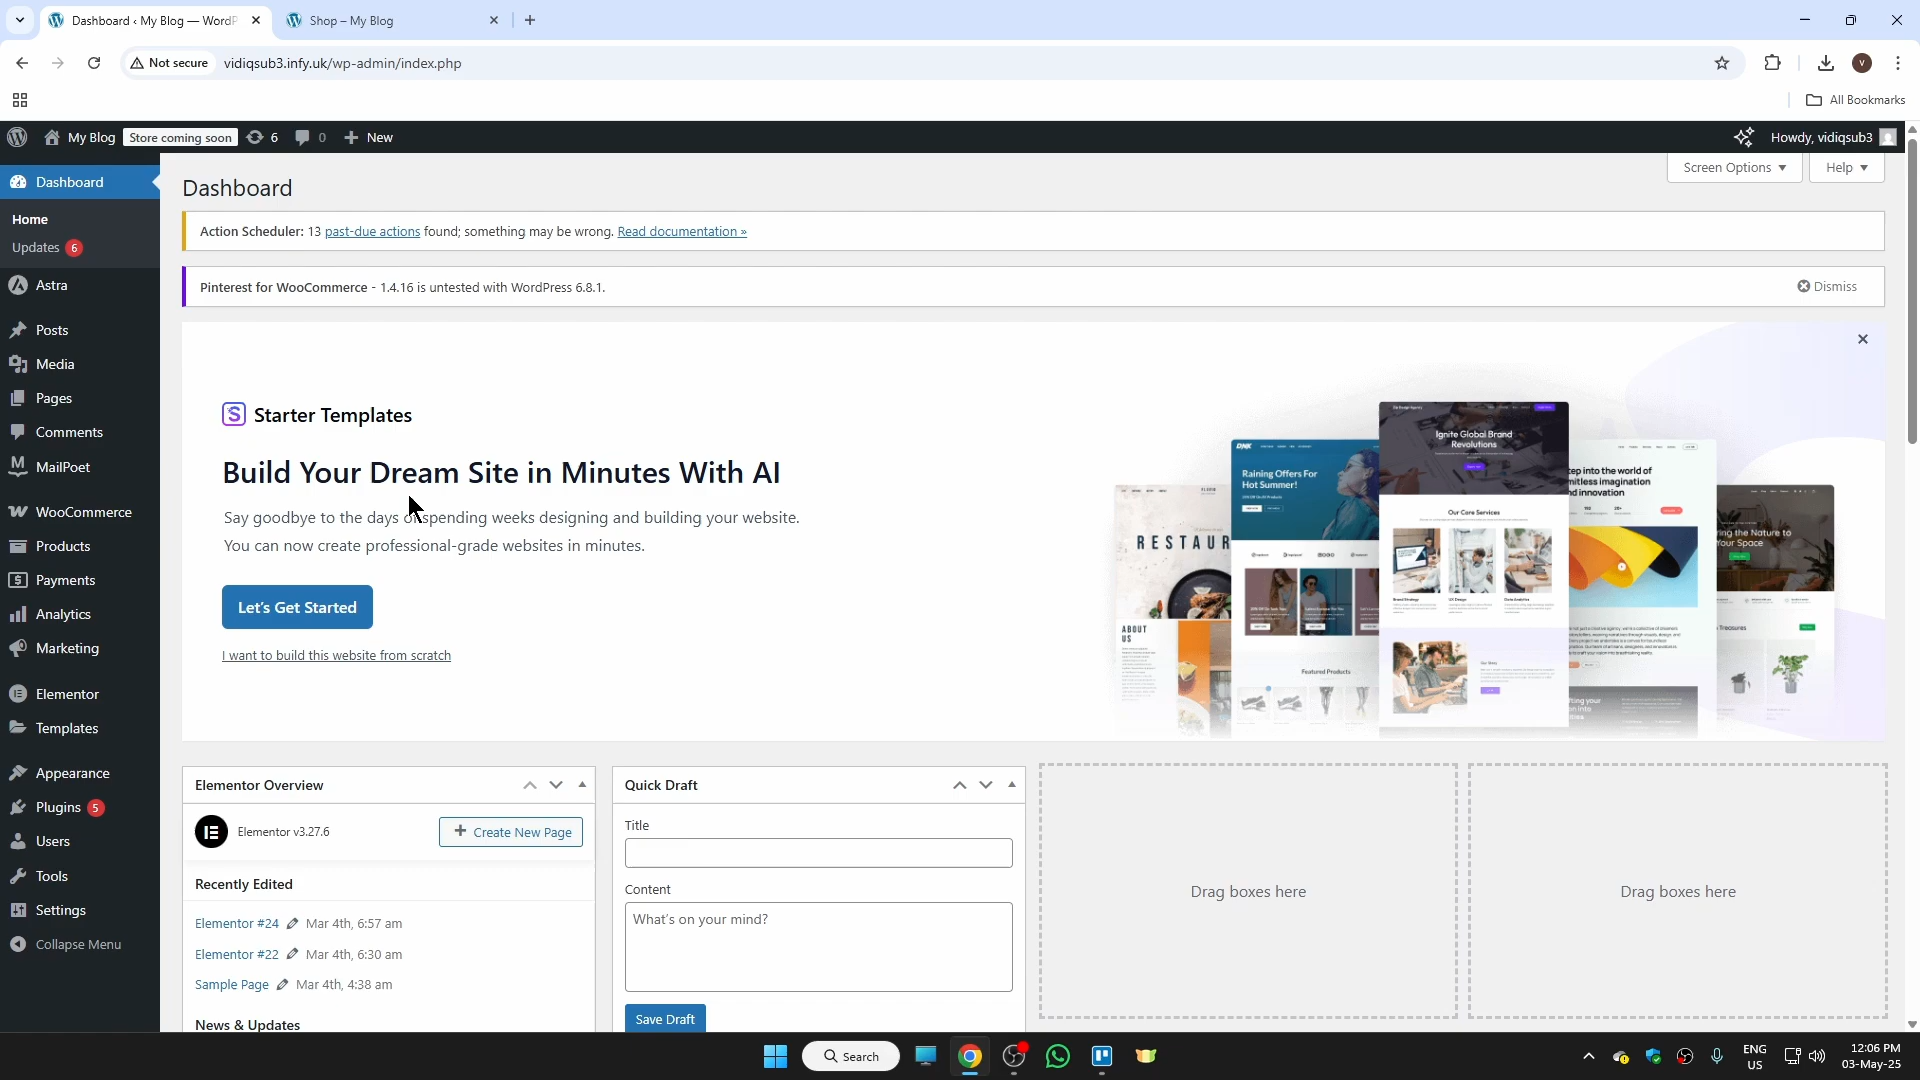 Dashboard ‹ My Blog — WordP
Shop – My Blog
Not secure
vidiqsub3.infy.uk/wp-admin/index.php
All Bookmarks
My Blog
Store coming soon
6
0
New
Howdy, vidiqsub3
Dashboard
Home
Updates 6
Astra
Posts
Media
Pages
Comments
MailPoet
WooCommerce
Products
Payments
Analytics
Marketing
Elementor
Templates
Appearance
Plugins 5
Users
Tools
Settings
Collapse Menu
Screen Options
Help
Dashboard
Action Scheduler: 13 past-due actions found; something may be wrong. Read documentation »
Pinterest for WooCommerce - 1.4.16 is untested with WordPress 6.8.1.
Dismiss
Starter Templates
Build Your Dream Site in Minutes With AI
Say goodbye to the days of spending weeks designing and building your website.
You can now create professional-grade websites in minutes.
Let's Get Started
I want to build this website from scratch
RESTAUR
ABOUT
US
DNK
Raining Offers For
Hot Summer!
Featured Products
Ignite Global Brand
Revolutions
Our Core Services
Elementor Overview
Elementor v3.27.6
Create New Page
Recently Edited
Elementor #24 Mar 4th, 6:57 am
Elementor #22 Mar 4th, 6:30 am
Sample Page Mar 4th, 4:38 am
News & Updates
Quick Draft
Title
Content
What's on your mind?
Save Draft
Drag boxes here
Drag boxes here
Search
ENG
US
12:06 PM
03-May-25